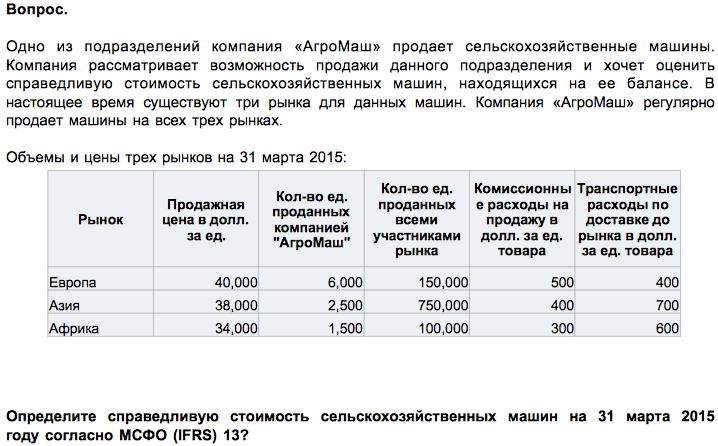 Вопрос.
Одно из подразделений компания «АгроМаш» продает сельскохозяйственные машины.
Компания рассматривает возможность продажи данного подразделения и хочет оценить
справедливую стоимость сельскохозяйственных машин, находящихся на ее балансе. В
настоящее время существуют три рынка для данных машин. Компания «АгроМаш» регулярно
продает машины на всех трех рынках.
Объемы и цены трех рынков на 31 марта 2015:
Рынок
Продажная
цена в долл.
за ед.
Кол-во ед.
проданных
компанией
"АгроМаш"
Кол-во ед.
проданных
всеми
участниками
рынка
Комиссионны
е расходы на
продажу в
долл. за ед.
товара
Транспортные
расходы по
доставке до
рынка в долл.
за ед. товара
Европа 40,000 6,000 150,000 500 400
Азия 38,000 2,500 750,000 400 700
Африка 34,000 1,500 100,000 300 600
Определите справедливую стоимость сельскохозяйственных машин на 31 марта 2015
году согласно МСФО (IFRS) 13?